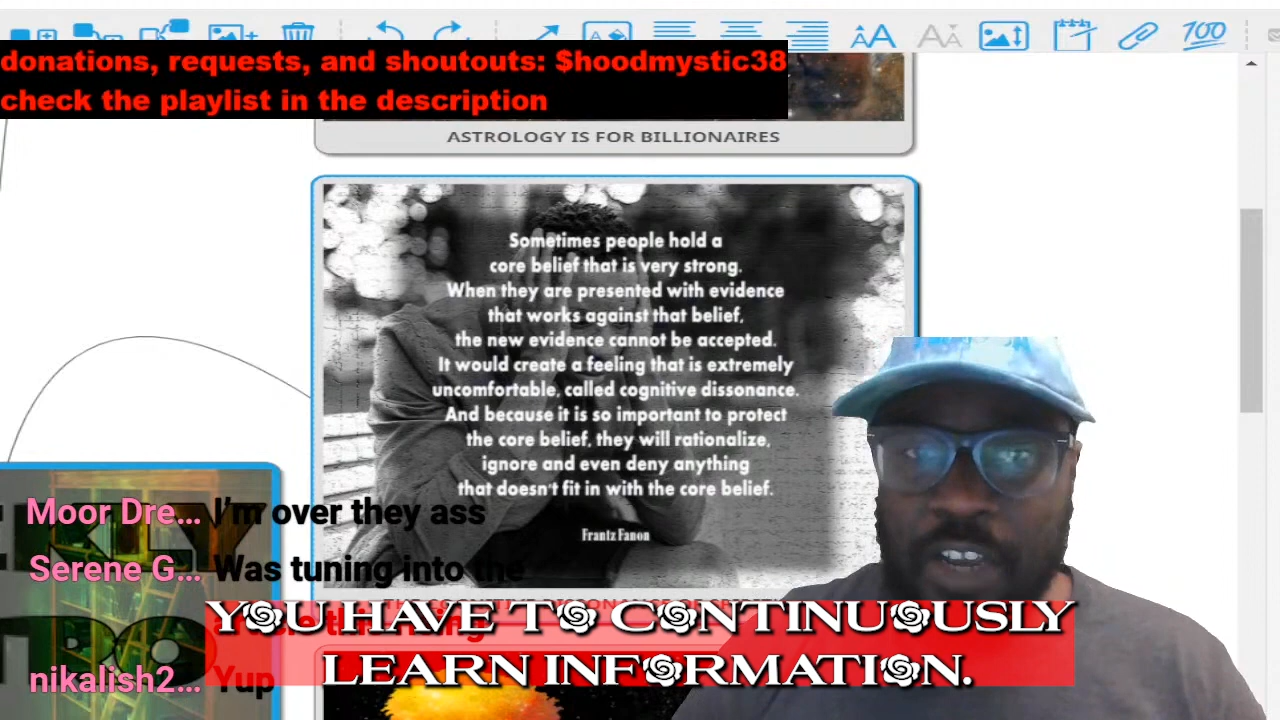 donations, requests, and shoutouts: $hoodmystic38
check the playlist in the description
100
ASTROLOGY IS FOR BILLIONAIRES
Sometimes people hold a
core belief that is very strong.
When they are presented with evidence
that works against that belief,
the new evidence cannot be accepted.
It would create a feeling that is extremely
uncomfortable, called cognitive dissonance.
And because it is so important to protect
the core belief, they will rationalize,
ignore and even deny anything
that doesn't fit in with the core belief.
Frantz Fanon
Moor Dre... I'm over they ass
Serene G... Was tuning into the
nikalish2... Yup
YOU HAVE TO CONTINUOUSLY
LEARN INFORMATION.